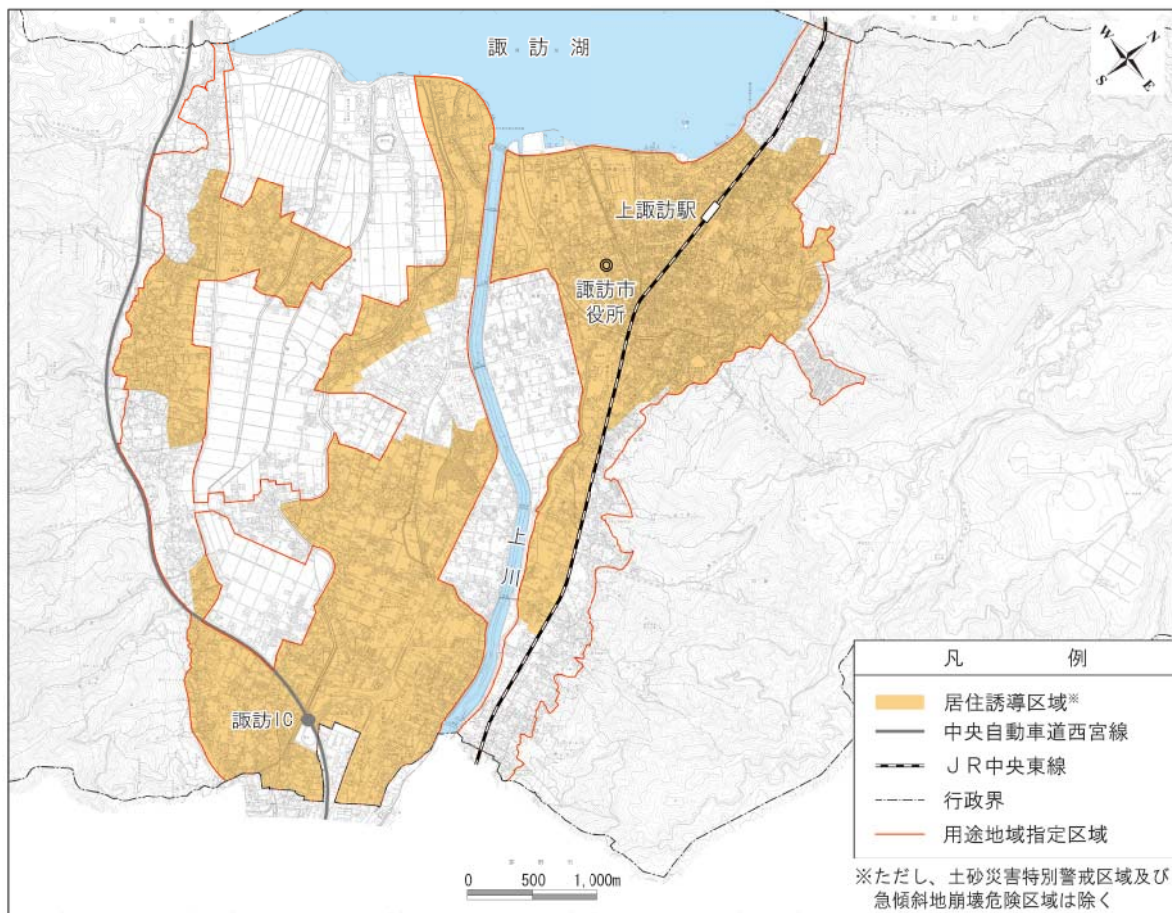 諏訪湖
W
N
S
E
上諏訪駅
諏訪市
役所
上川
諏訪IC
凡例
居住誘導区域※
中央自動車道西宮線
JR中央東線
行政界
用途地域指定区域
※ただし、土砂災害特別警戒区域及び
急傾斜地崩壊危険区域は除く
0 500 1,000m